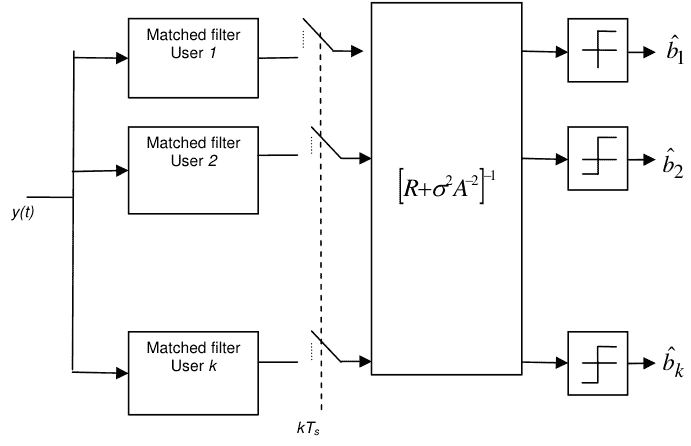 Matched filter
User 1
b̂₁
Matched filter
User 2
b̂₂
[R+σ²A⁻²]⁻¹
y(t)
Matched filter
User k
b̂ₖ
kTₛ